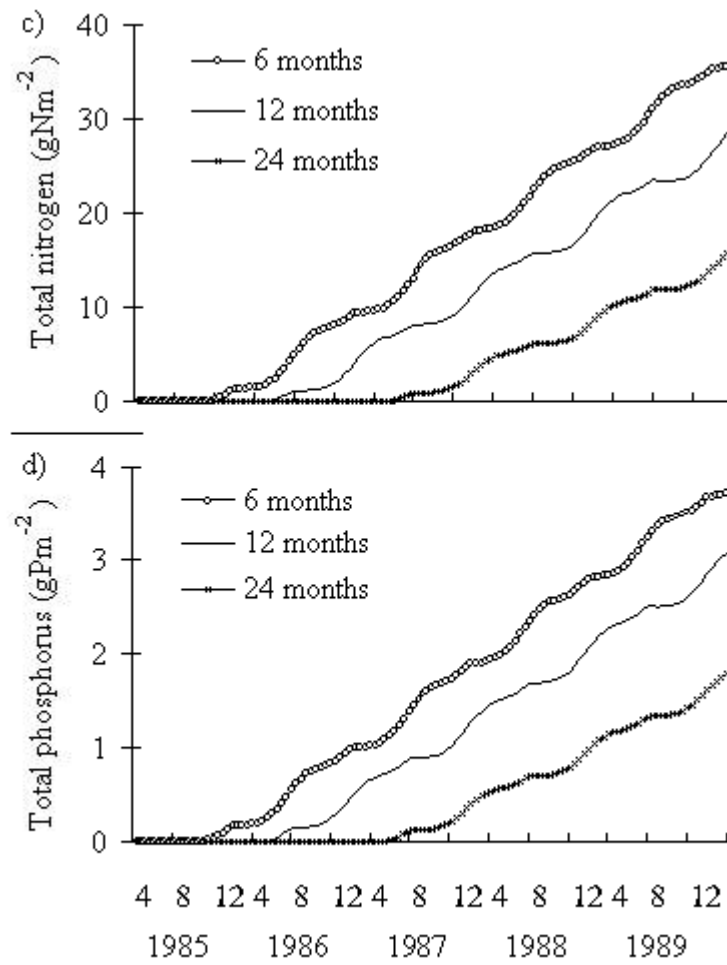 c)
Total nitrogen (gNm⁻²)
40
30
20
10
0
6 months
12 months
24 months
d)
Total phosphorus (gPm⁻²)
4
3
2
1
0
6 months
12 months
24 months
4 8 12 4 8 12 4 8 12 4 8 12 4 8 12
1985 1986 1987 1988 1989